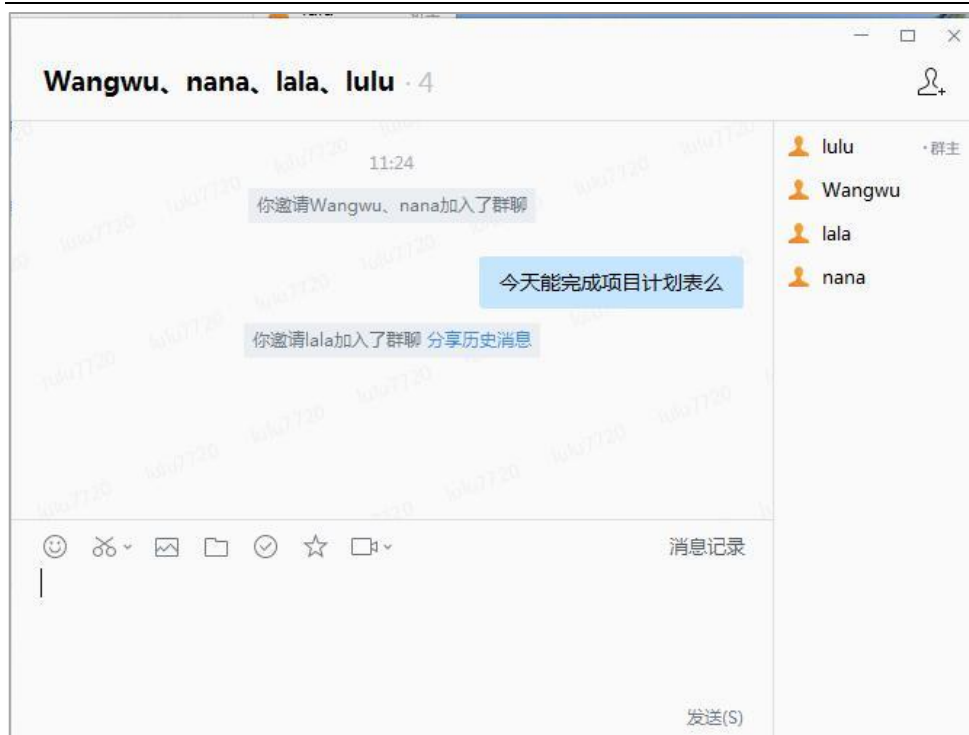 Wangwu、nana、lala、lulu · 4
11:24
你邀请Wangwu、nana加入了群聊
今天能完成项目计划表么
你邀请lala加入了群聊 分享历史消息
lulu ·群主
Wangwu
lala
nana
消息记录
发送(S)
lulu7720